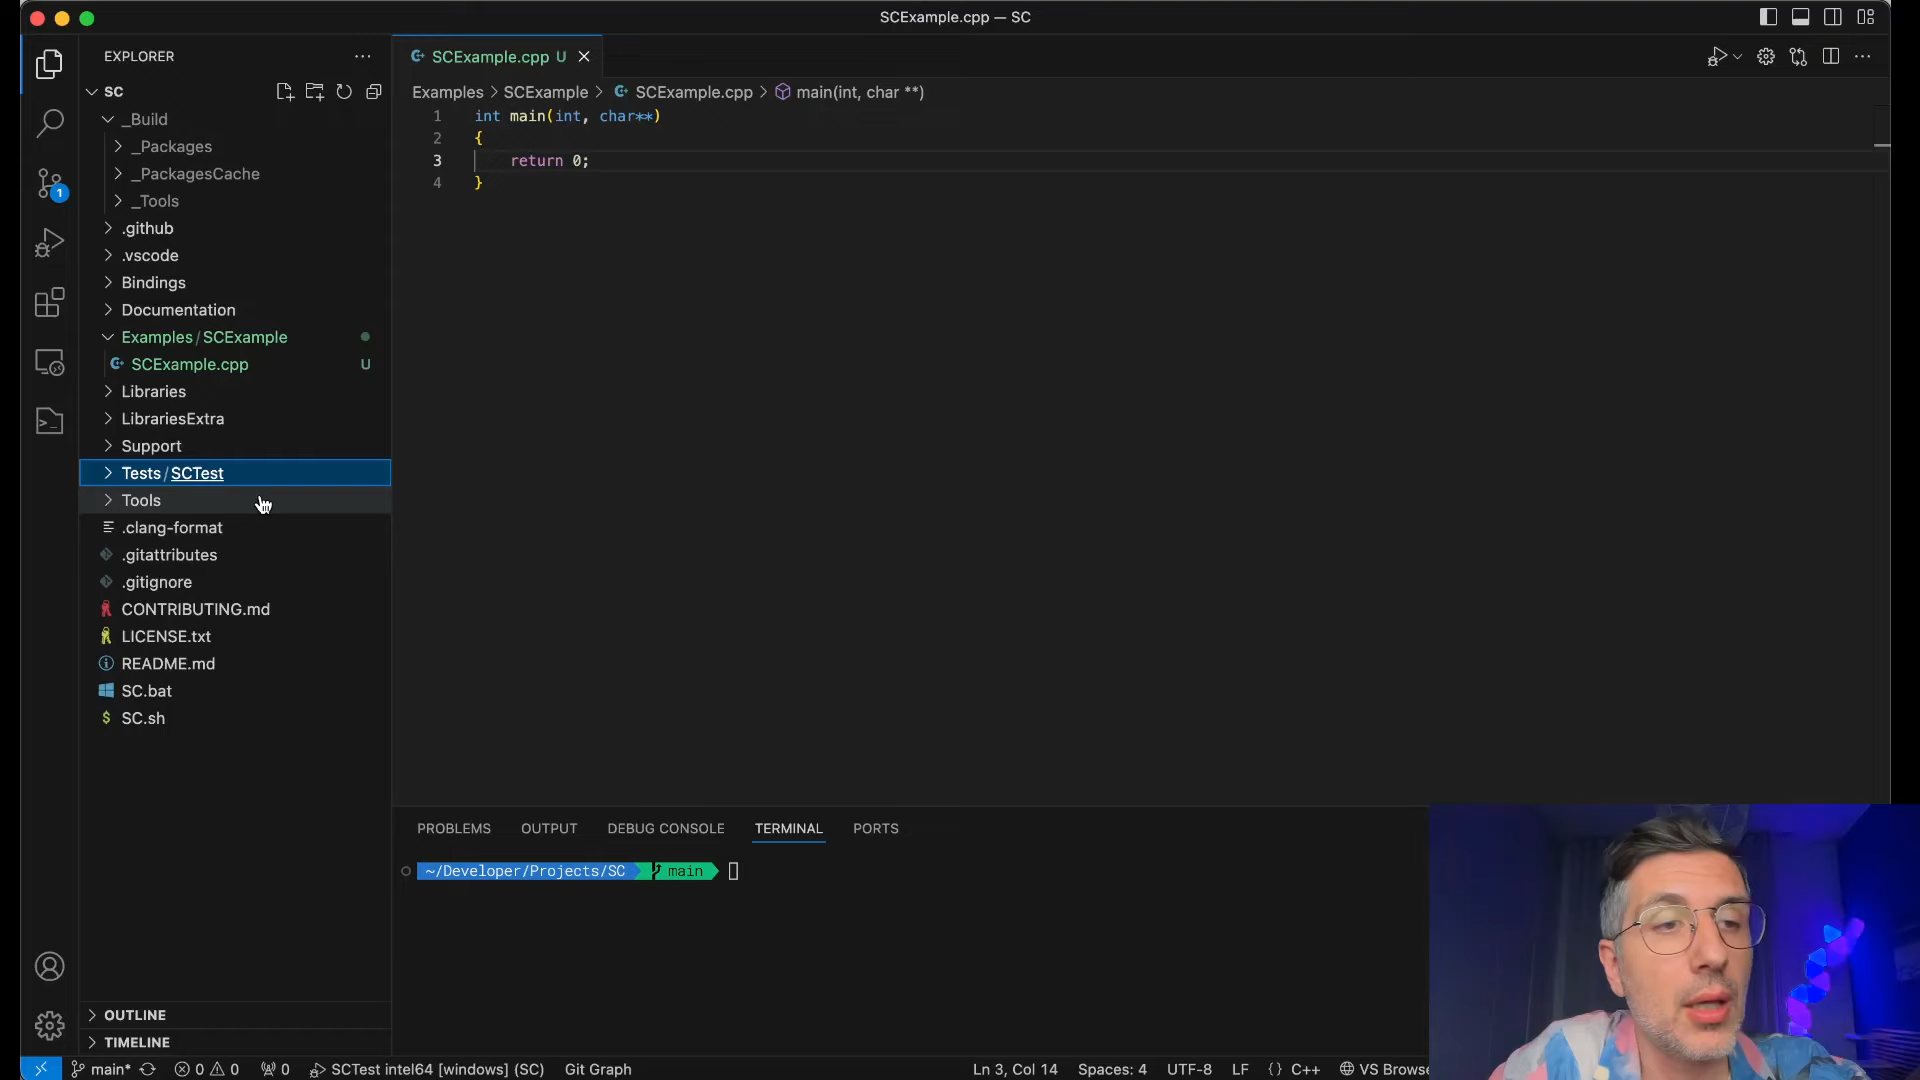 SCExample.cpp — SC
EXPLORER
SC
_Build
_Packages
_PackagesCache
_Tools
.github
.vscode
Bindings
Documentation
Examples / SCExample
SCExample.cpp U
Libraries
LibrariesExtra
Support
Tests / SCTest
Tools
.clang-format
.gitattributes
.gitignore
CONTRIBUTING.md
LICENSE.txt
README.md
SC.bat
SC.sh
OUTLINE
TIMELINE
1
SCExample.cpp U
Examples > SCExample > SCExample.cpp > main(int, char **)
1 int main(int, char**)
2 {
3 return 0;
4 }
PROBLEMS OUTPUT DEBUG CONSOLE TERMINAL PORTS
~/Developer/Projects/SC main
main* 0 0 0 SCTest intel64 [windows] (SC) Git Graph Ln 3, Col 14 Spaces: 4 UTF-8 LF {} C++ VS Browse